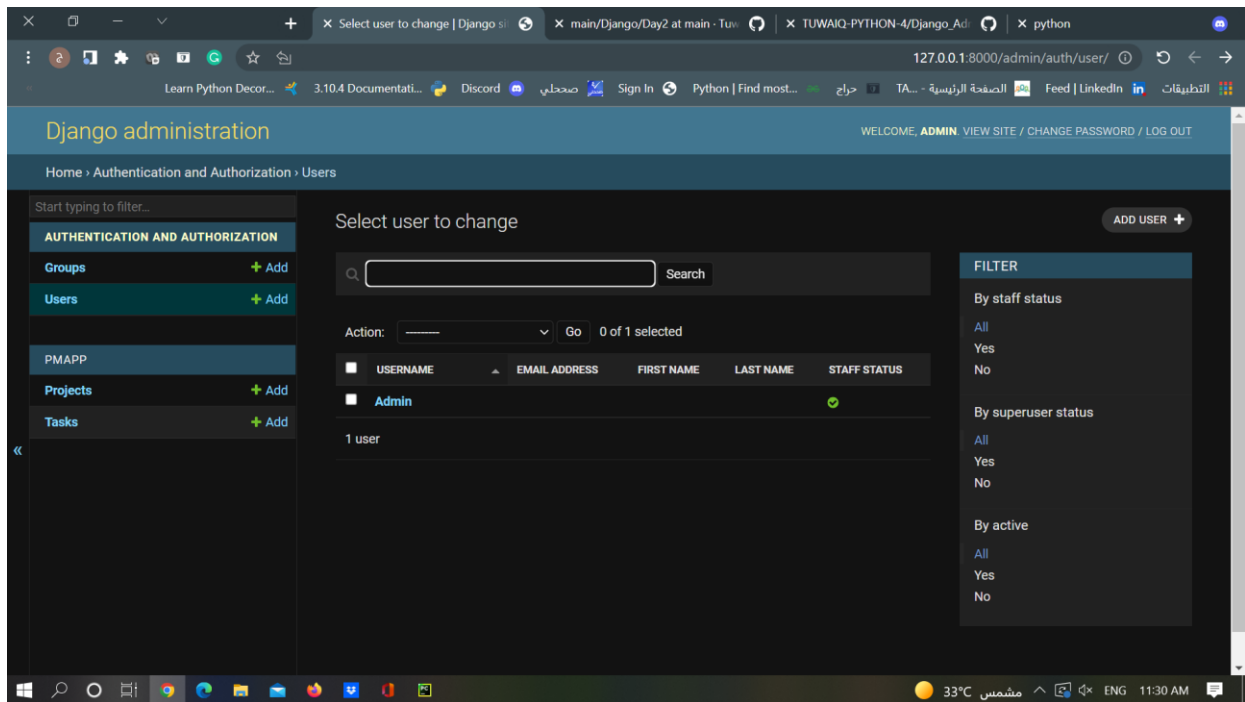 Select user to change | Django si
main/Django/Day2 at main · Tuw
TUWAIQ-PYTHON-4/Django_Ad
python
127.0.0.1:8000/admin/auth/user/
Learn Python Decor...
3.10.4 Documentati...
Discord
صححلي
Sign In
Python | Find most...
حراج
الصفحة الرئيسية - TA...
Feed | LinkedIn
التطبيقات
Django administration
WELCOME, ADMIN. VIEW SITE / CHANGE PASSWORD / LOG OUT
Home › Authentication and Authorization › Users
Start typing to filter...
AUTHENTICATION AND AUTHORIZATION
Groups + Add
Users + Add
PMAPP
Projects + Add
Tasks + Add
«
Select user to change
ADD USER +
Search
Action: --------- Go 0 of 1 selected
USERNAME EMAIL ADDRESS FIRST NAME LAST NAME STAFF STATUS
Admin
1 user
FILTER
By staff status
All
Yes
No
By superuser status
All
Yes
No
By active
All
Yes
No
33°C مشمس
ENG
11:30 AM